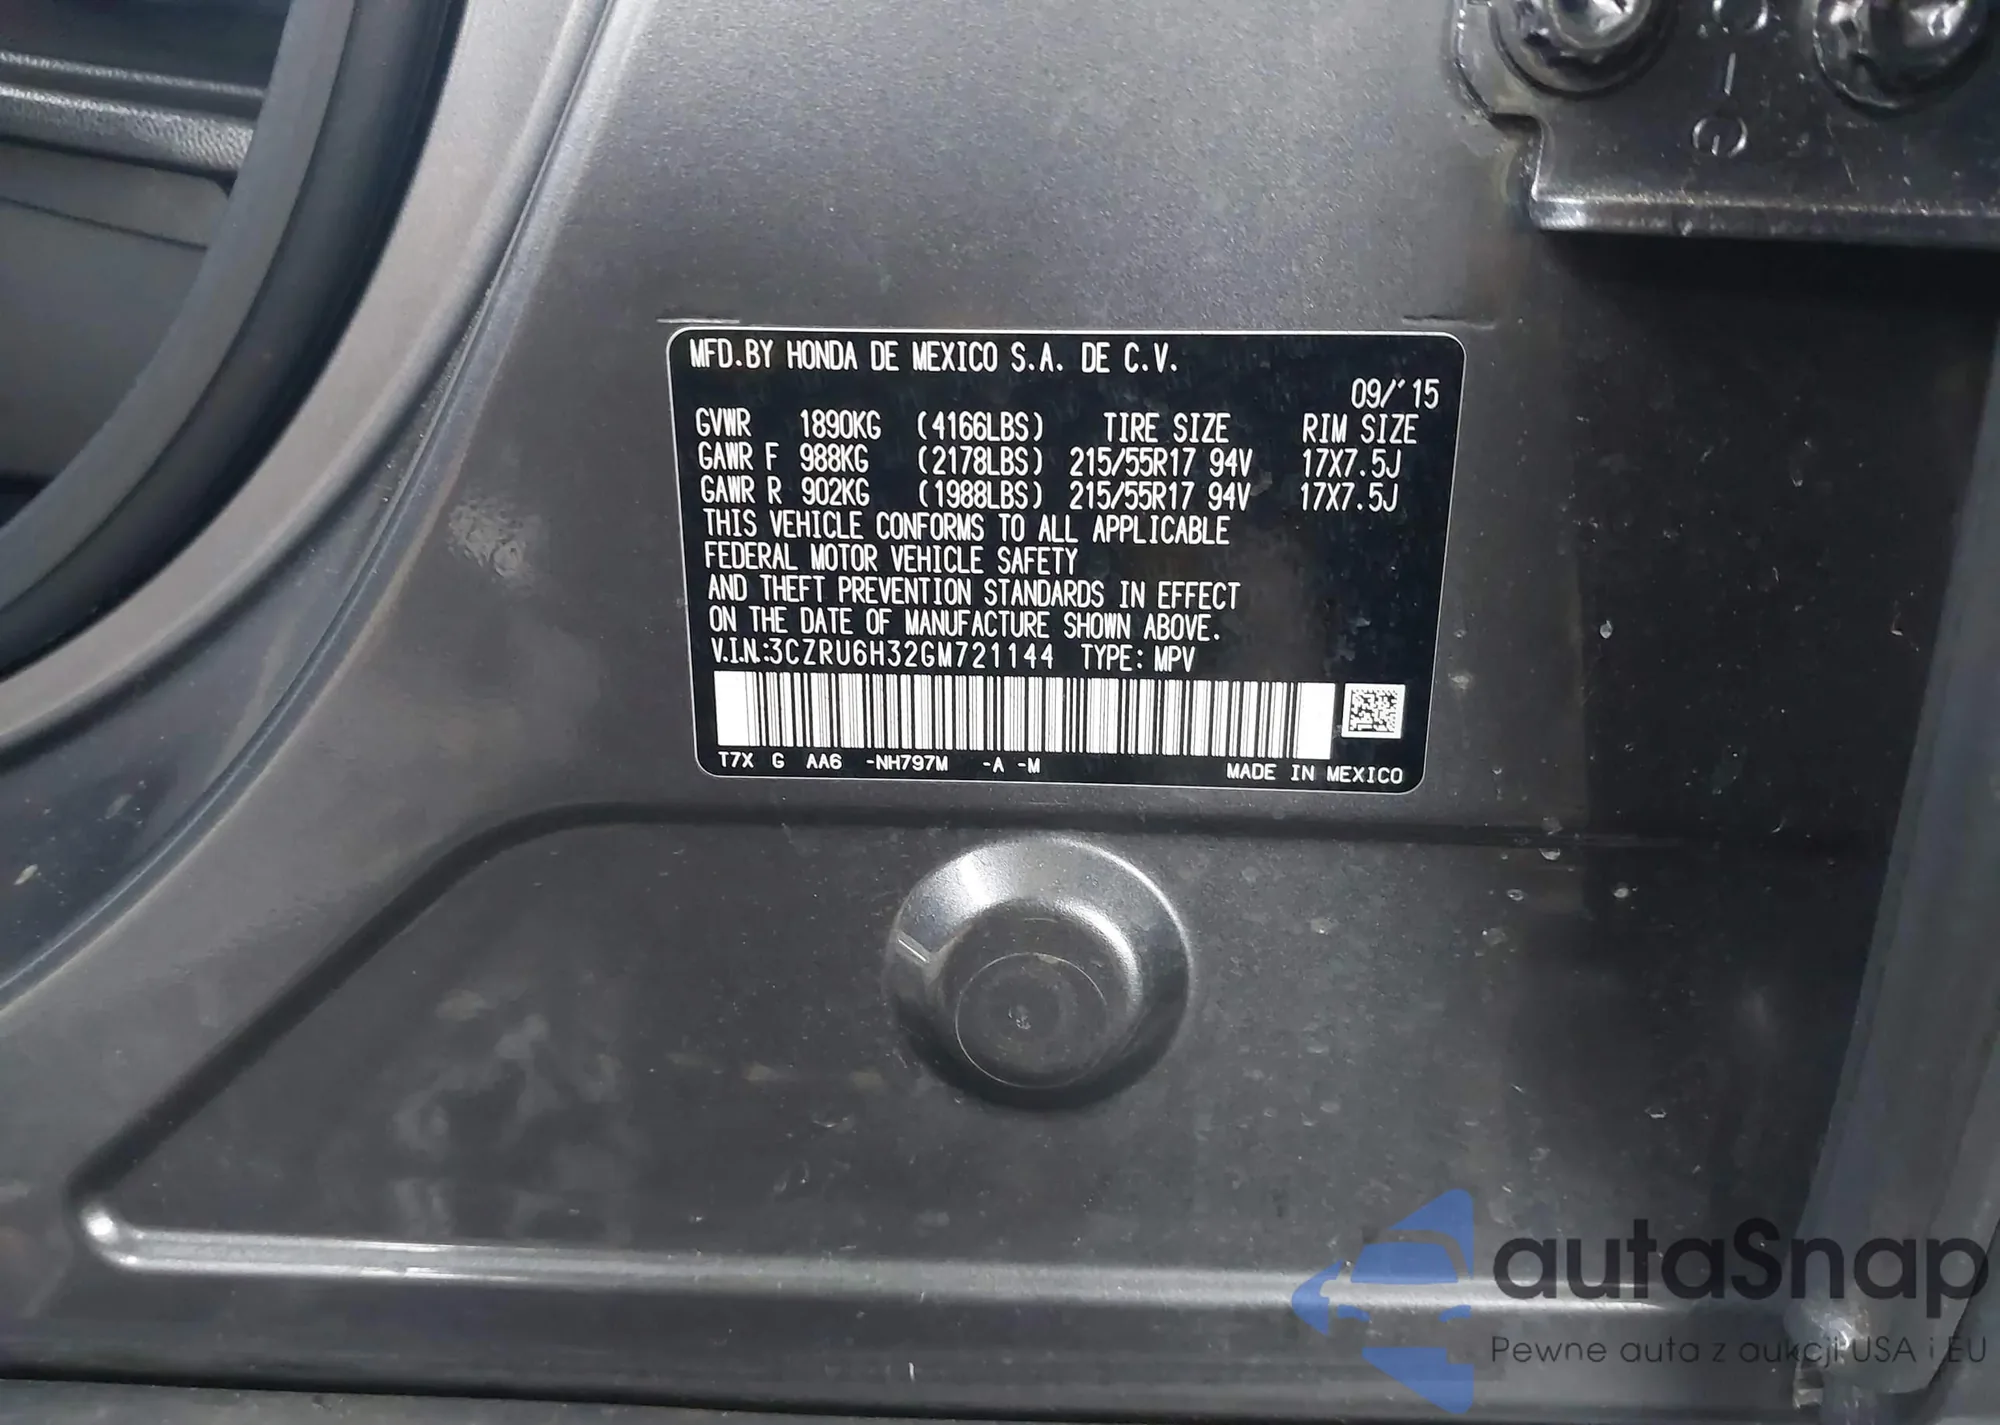 MFD.BY HONDA DE MEXICO S.A. DE C.V.
09/'15
GVWR 1890KG (4166LBS) TIRE SIZE RIM SIZE
GAWR F 988KG (2178LBS) 215/55R17 94V 17X7.5J
GAWR R 902KG (1988LBS) 215/55R17 94V 17X7.5J
THIS VEHICLE CONFORMS TO ALL APPLICABLE
FEDERAL MOTOR VEHICLE SAFETY
AND THEFT PREVENTION STANDARDS IN EFFECT
ON THE DATE OF MANUFACTURE SHOWN ABOVE.
V.I.N.:3CZRU6H32GM721144 TYPE: MPV
T7X G AA6 -NH797M -A -M MADE IN MEXICO
autaSnap
Pewne auta z aukcji USA i EU